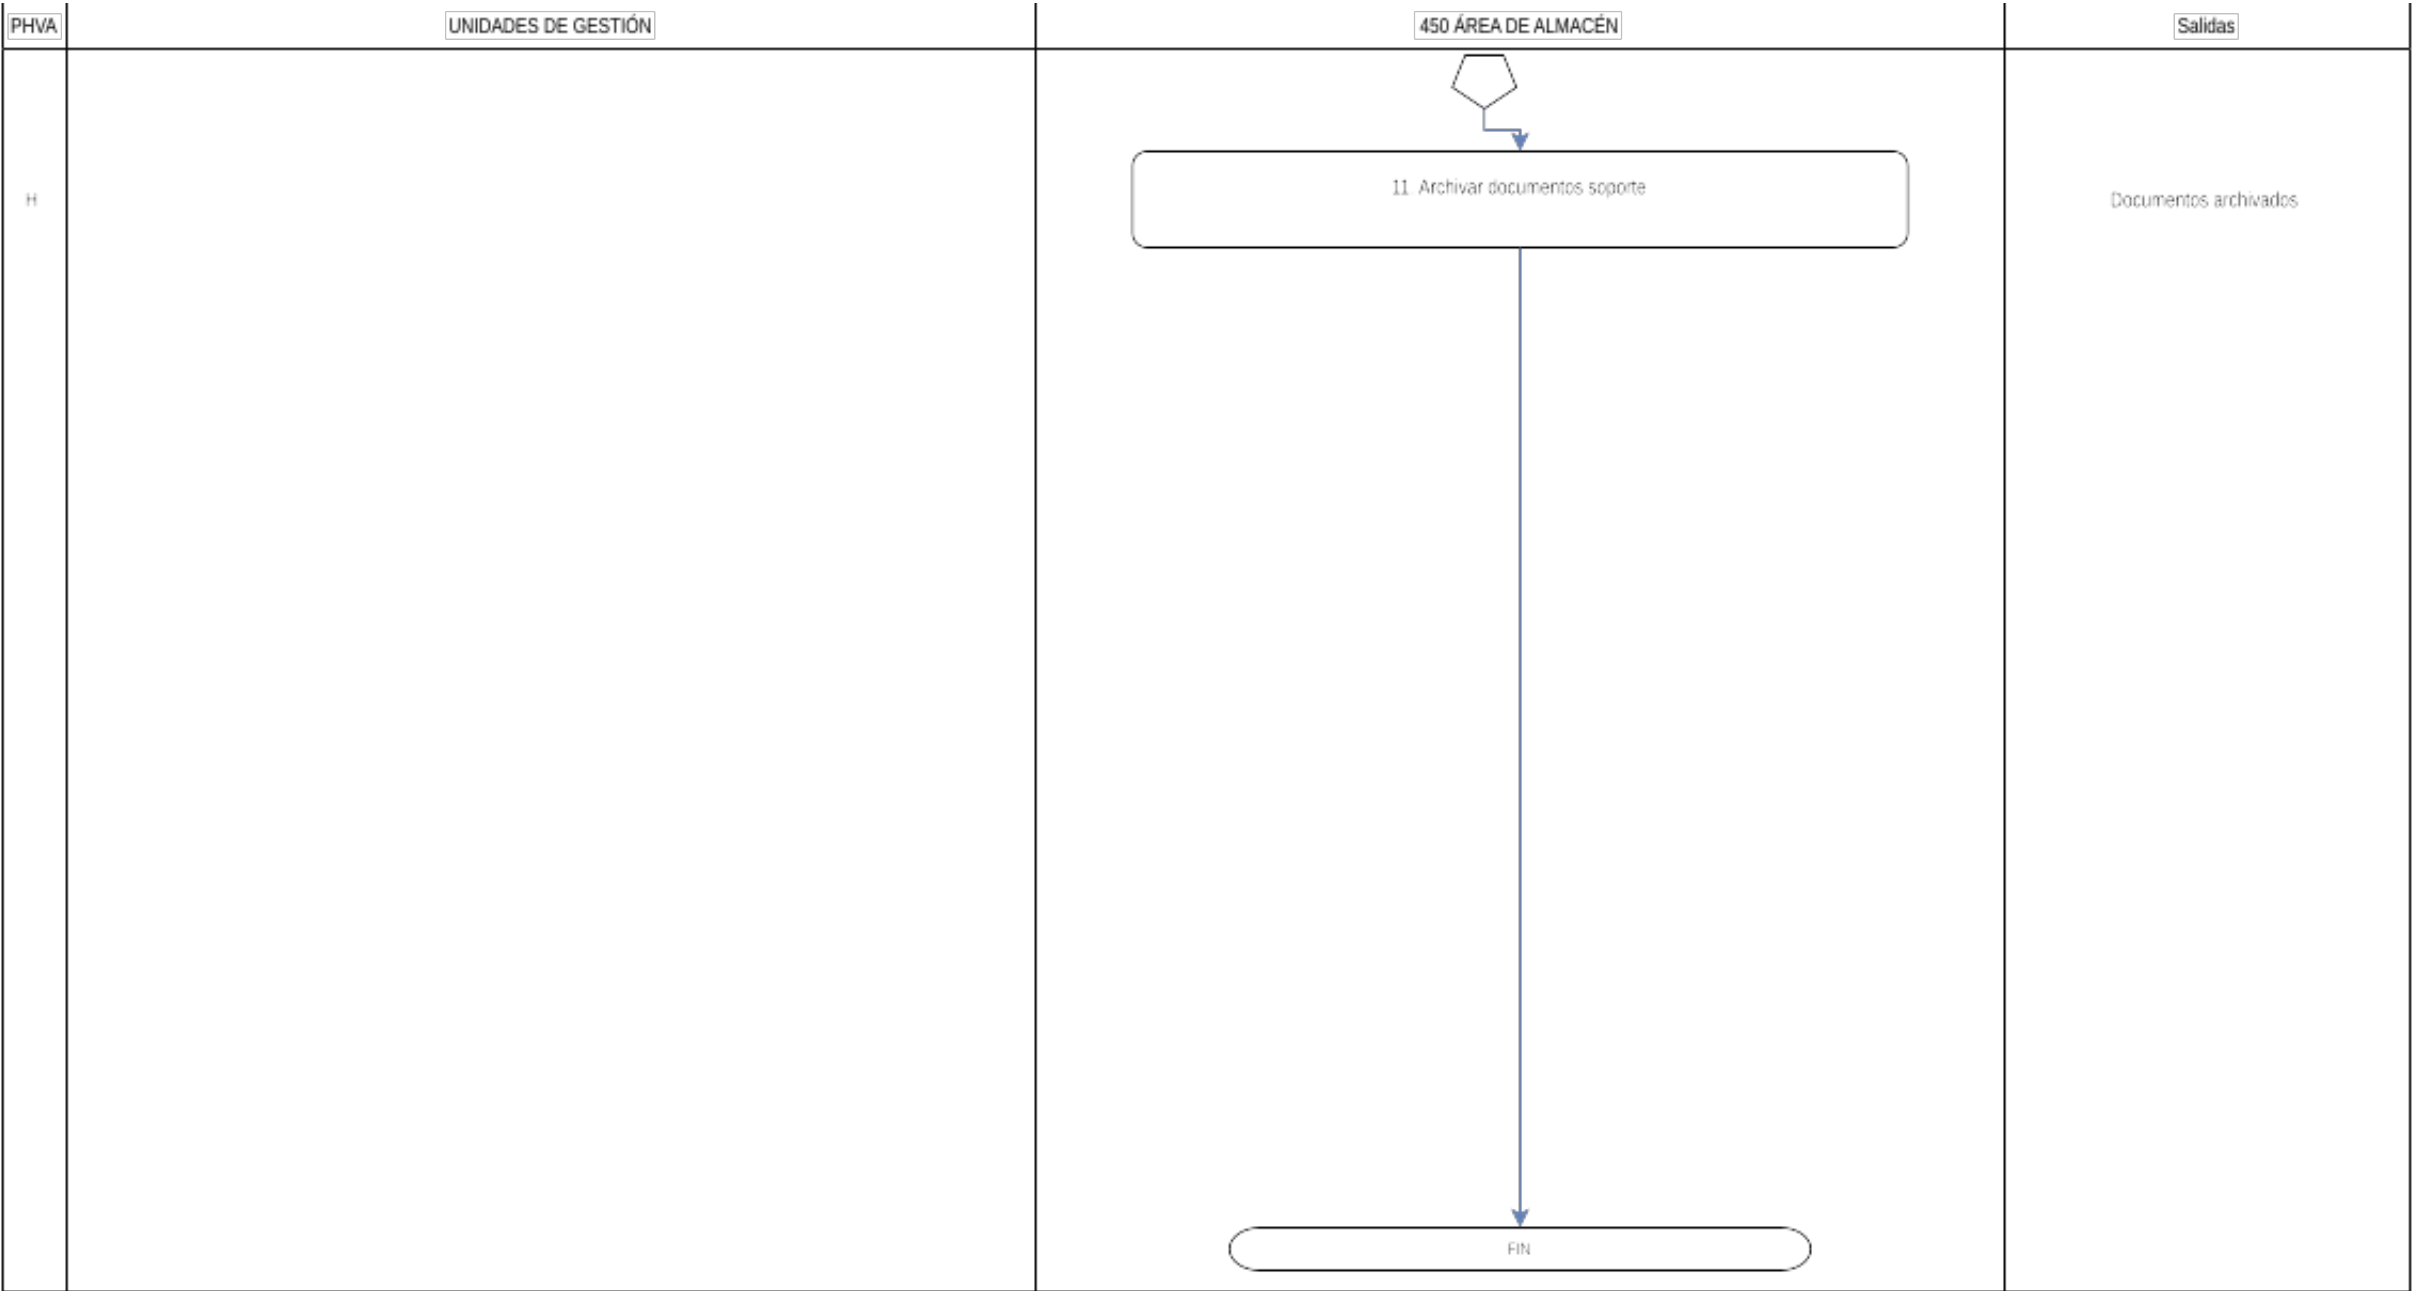 PHVA
UNIDADES DE GESTIÓN
450 ÁREA DE ALMACÉN
Salidas
H
11. Archivar documentos soporte
Documentos archivados
FIN